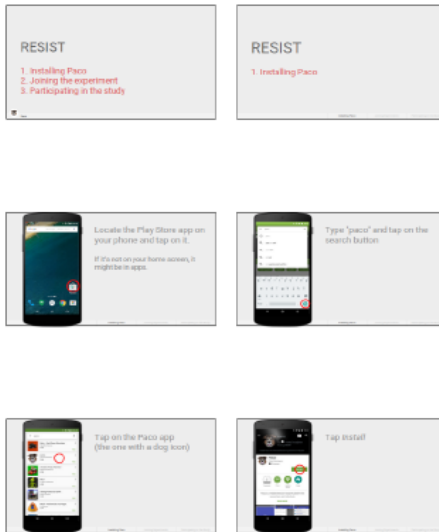 RESIST
1. Installing Paco
2. Joining the experiment
3. Participating in the study
RESIST
1. Installing Paco
Locate the Play Store app on
your phone and tap on it.
If it's not on your home screen, it
might be in apps.
Type "paco" and tap on the
search button
Tap on the Paco app
(the one with a dog icon)
Tap Install